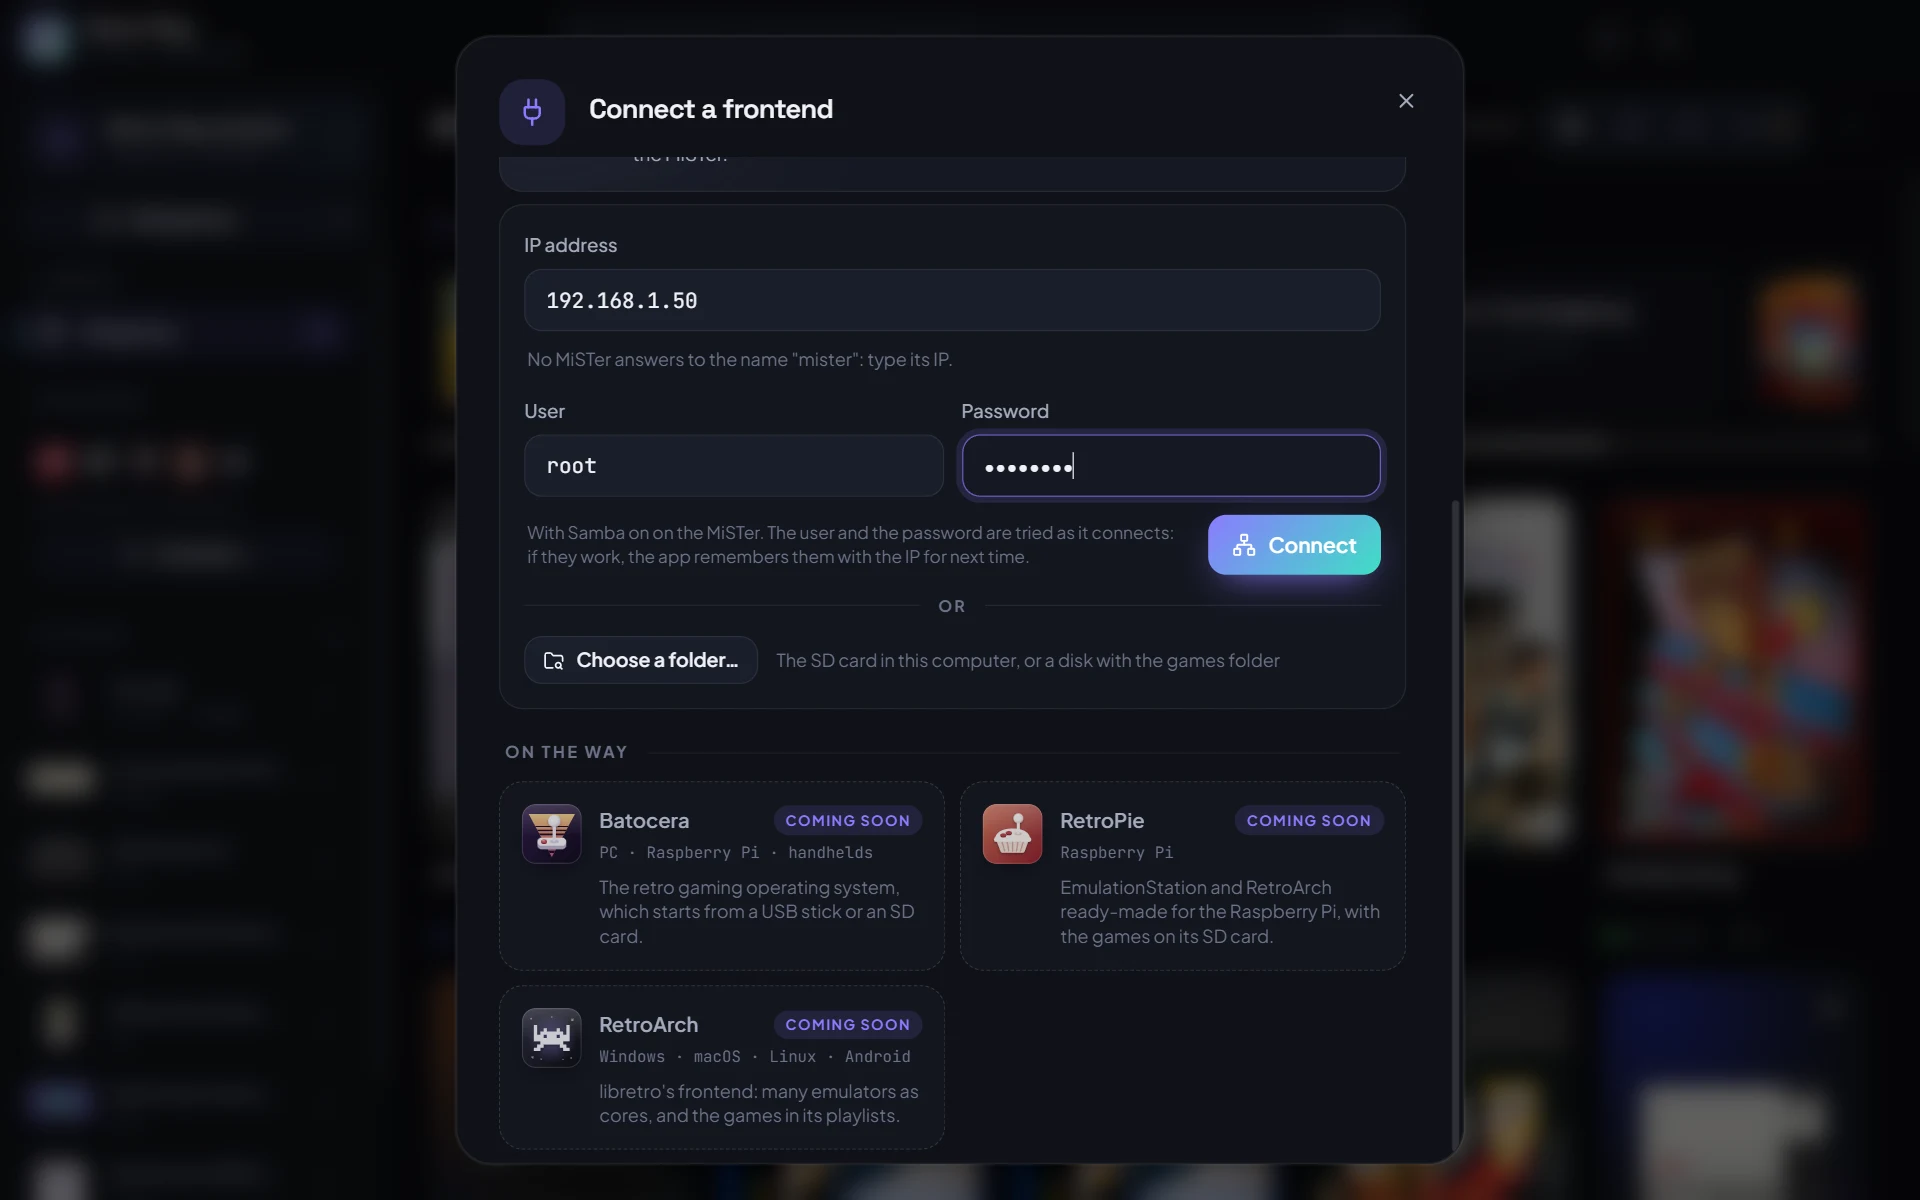 Connect a frontend
the MiSTer.
IP address
192.168.1.50
No MiSTer answers to the name "mister": type its IP.
User
Password
root
••••••••
With Samba on on the MiSTer. The user and the password are tried as it connects:
if they work, the app remembers them with the IP for next time.
Connect
OR
Choose a folder...
The SD card in this computer, or a disk with the games folder
ON THE WAY
Batocera
COMING SOON
PC · Raspberry Pi · handhelds
The retro gaming operating system,
which starts from a USB stick or an SD
card.
RetroPie
COMING SOON
Raspberry Pi
EmulationStation and RetroArch
ready-made for the Raspberry Pi, with
the games on its SD card.
RetroArch
COMING SOON
Windows · macOS · Linux · Android
libretro's frontend: many emulators as
cores, and the games in its playlists.